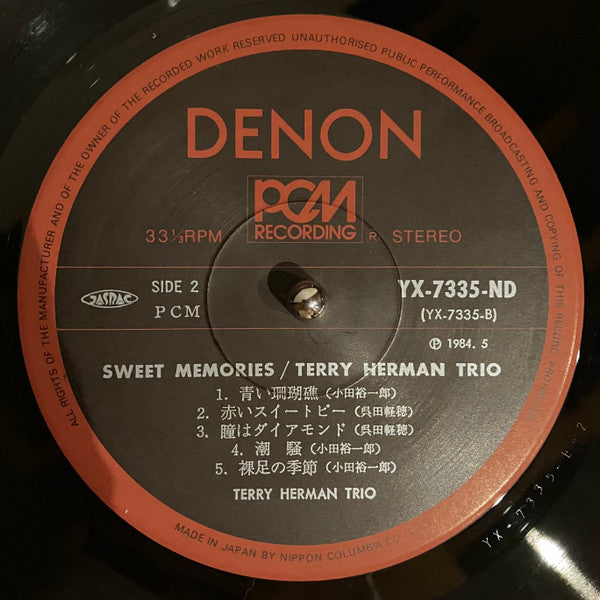 ALL RIGHTS OF THE MANUFACTURER AND OF THE OWNER OF THE RECORDED WORK RESERVED UNAUTHORISED PUBLIC PERFORMANCE BROADCASTING AND COPYING OF THIS RECORD PROHIBITED
DENON
PCM
RECORDING
33⅓RPM
R
STEREO
JASRAC
SIDE 2
PCM
YX-7335-ND
(YX-7335-B)
Ⓟ 1984. 5
SWEET MEMORIES / TERRY HERMAN TRIO
1. 青い珊瑚礁 (小田裕一郎)
2. 赤いスイートピー (呉田軽穂)
3. 瞳はダイアモンド (呉田軽穂)
4. 潮 騒 (小田裕一郎)
5. 裸足の季節 (小田裕一郎)
TERRY HERMAN TRIO
MADE IN JAPAN BY NIPPON COLUMBIA CO.